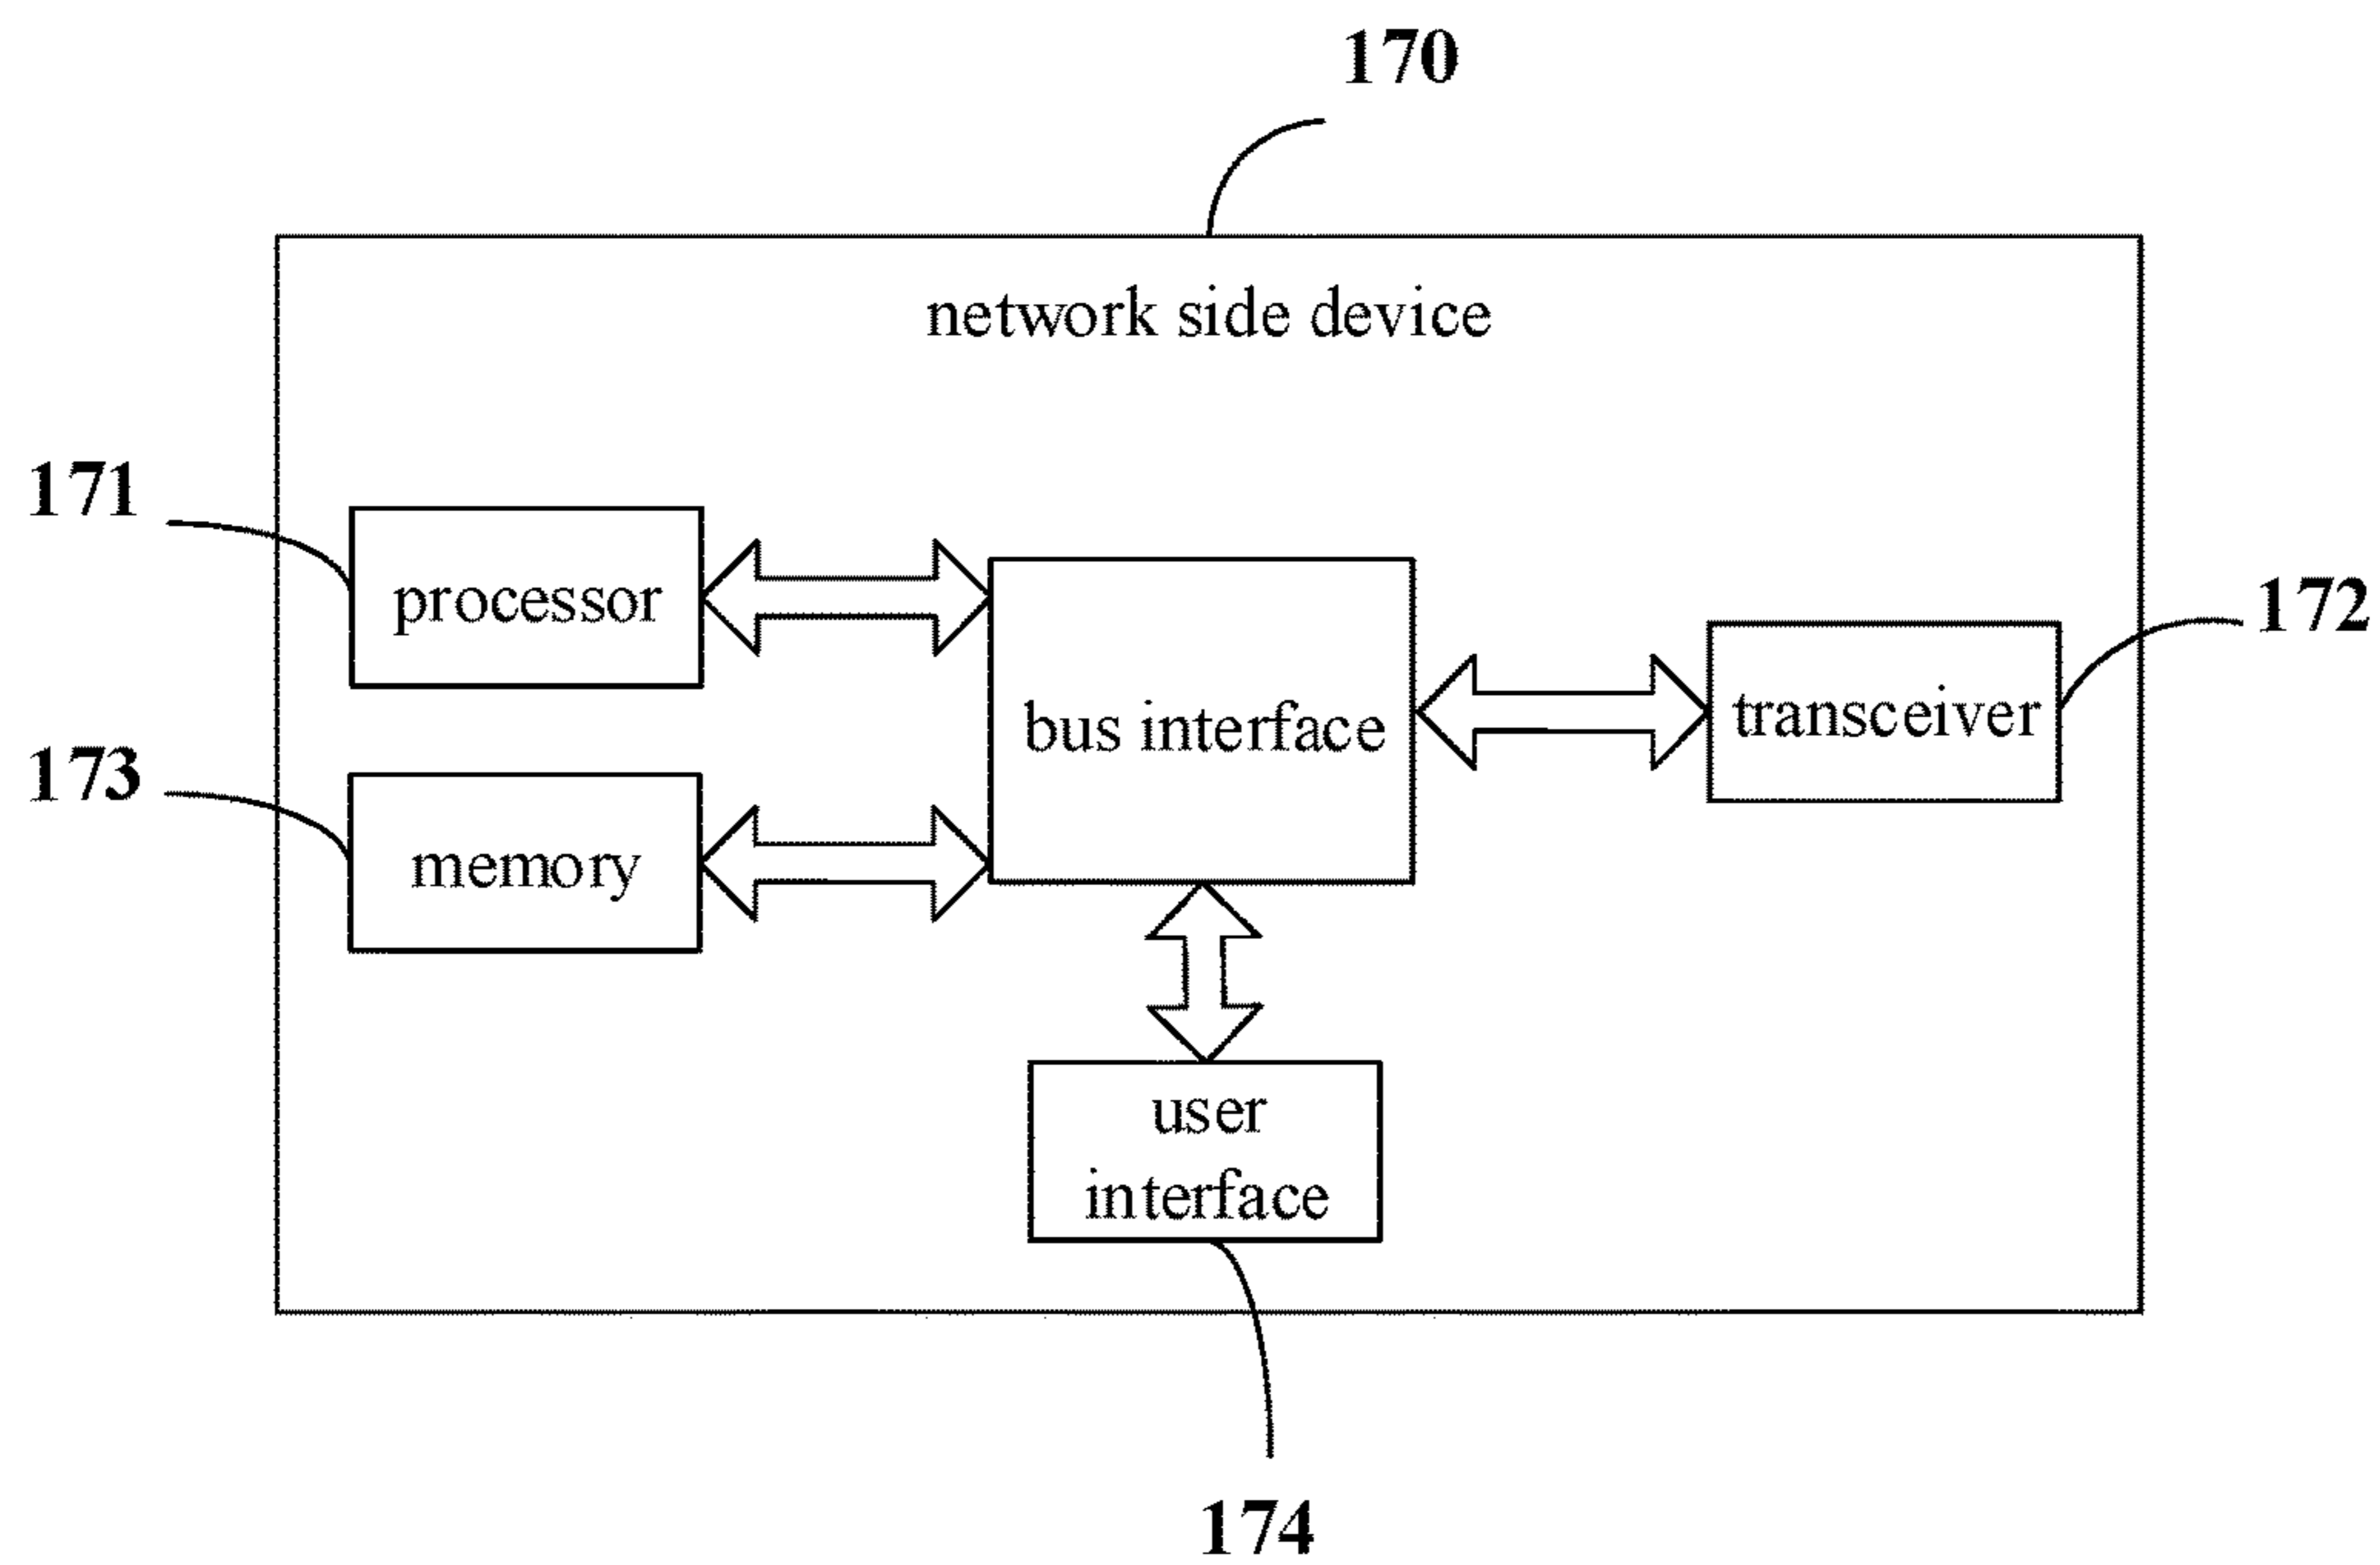 170
network side device
171
processor
172
bus interface
transceiver
173
memory
user
interface
174